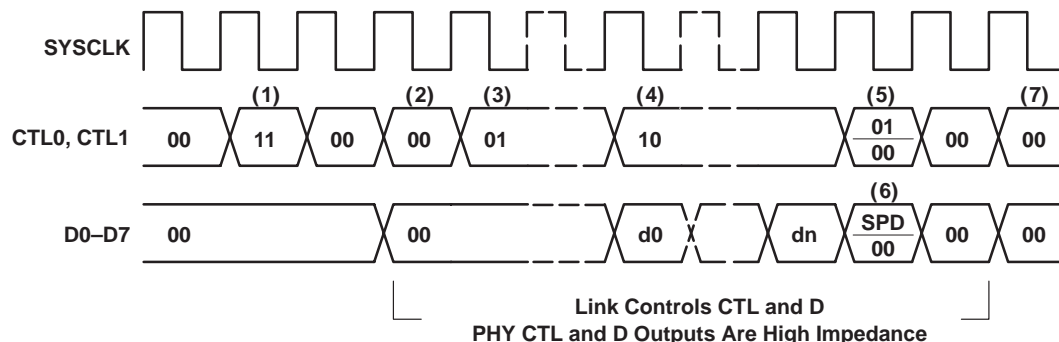 SYSCLK
(1) (2) (3) (4) (5) (7)
CTL0, CTL1 00 11 00 00 01 10 01 00 00 00
00
(6)
D0–D7 00 00 d0 dn SPD 00 00
00
Link Controls CTL and D
PHY CTL and D Outputs Are High Impedance